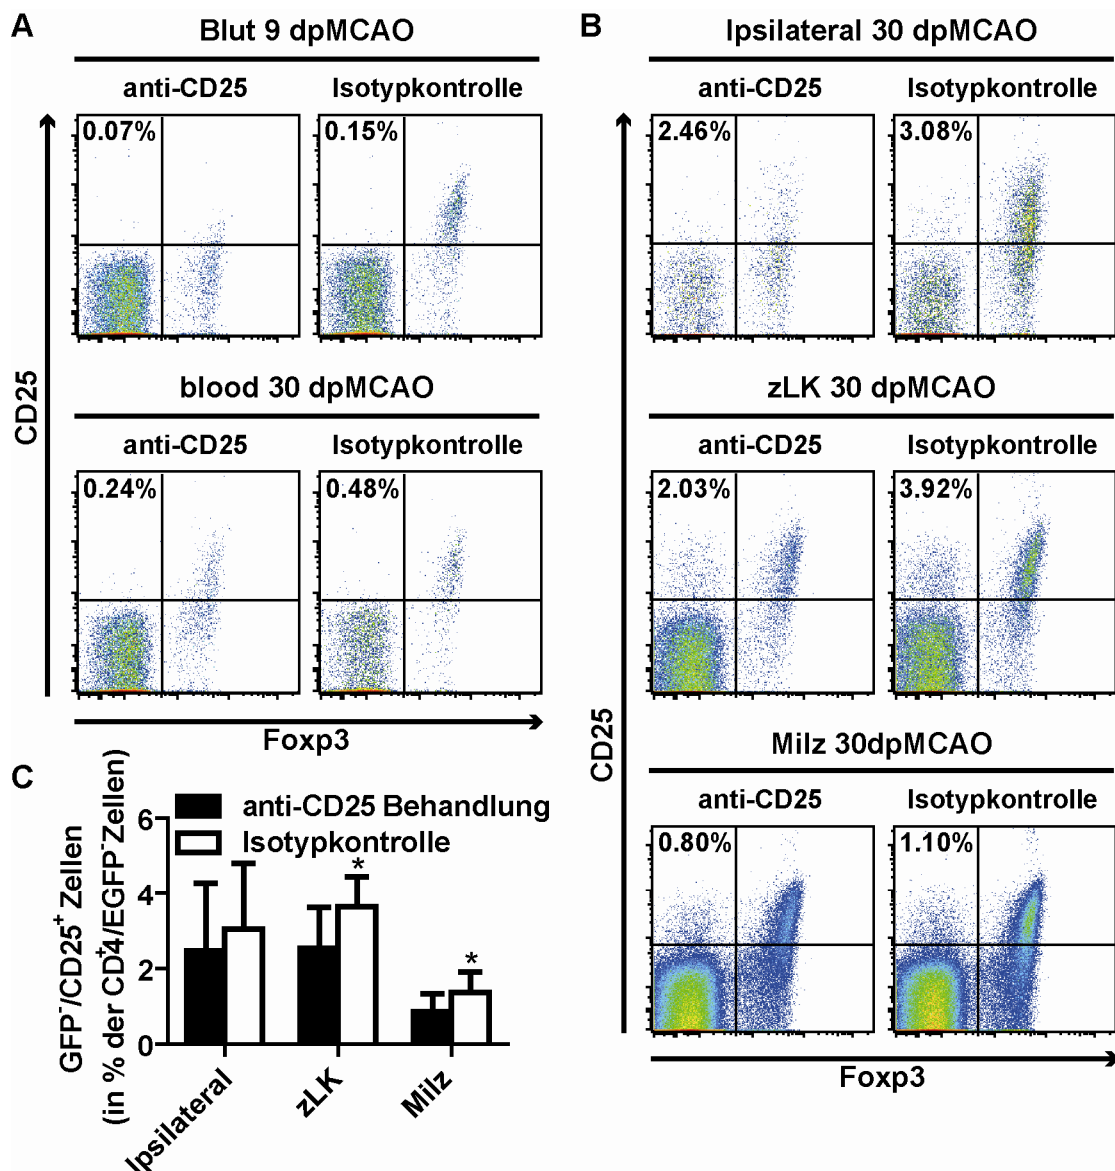 A
Blut 9 dpMCAO
anti-CD25
Isotypkontrolle
0.07%
0.15%
blood 30 dpMCAO
anti-CD25
Isotypkontrolle
0.24%
0.48%
CD25
Foxp3
B
Ipsilateral 30 dpMCAO
anti-CD25
Isotypkontrolle
2.46%
3.08%
zLK 30 dpMCAO
anti-CD25
Isotypkontrolle
2.03%
3.92%
Milz 30dpMCAO
anti-CD25
Isotypkontrolle
0.80%
1.10%
CD25
Foxp3
C
anti-CD25 Behandlung
Isotypkontrolle
GFP⁻/CD25⁺ Zellen
(in % der CD4⁺/EGFP⁻Zellen)
6
4
2
0
*
*
Ipsilateral
zLK
Milz